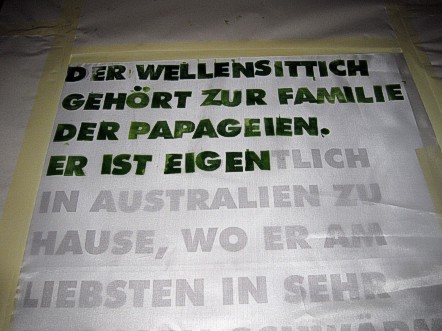 DER WELLENSITTICH
GEHÖRT ZUR FAMILIE
DER PAPAGEIEN.
ER IST EIGENTLICH
IN AUSTRALIEN ZU
HAUSE, WO ER AM
LIEBSTEN IN SEHR